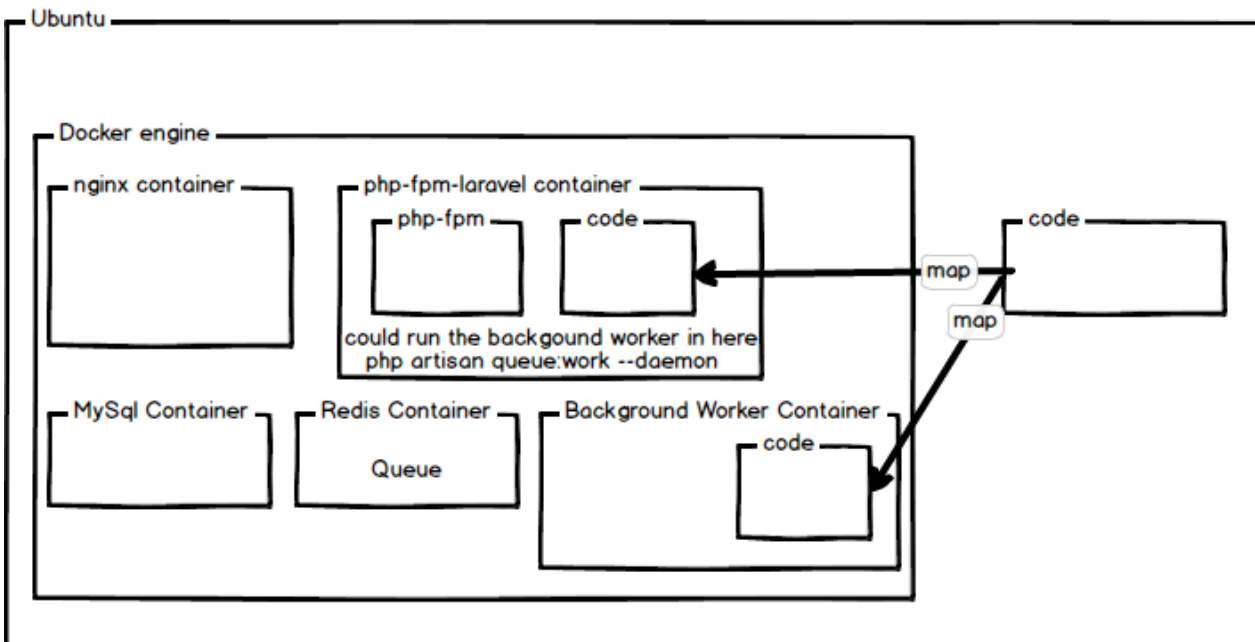 Ubuntu
Docker engine
nginx container
php-fpm-laravel container
php-fpm
code
code
map
map
could run the backgound worker in here
php artisan queue:work --daemon
MySql Container
Redis Container
Background Worker Container
Queue
code